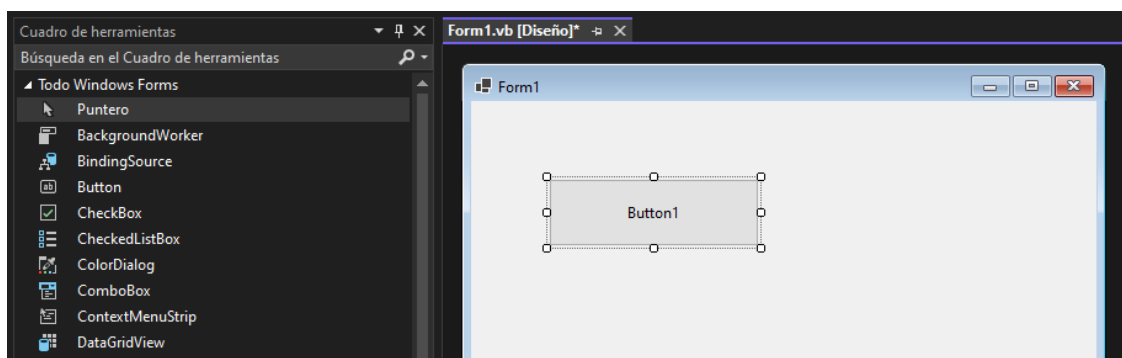 Cuadro de herramientas
Búsqueda en el Cuadro de herramientas
Todo Windows Forms
Puntero
BackgroundWorker
BindingSource
Button
CheckBox
CheckedListBox
ColorDialog
ComboBox
ContextMenuStrip
DataGridView
Form1.vb [Diseño]*
Form1
Button1